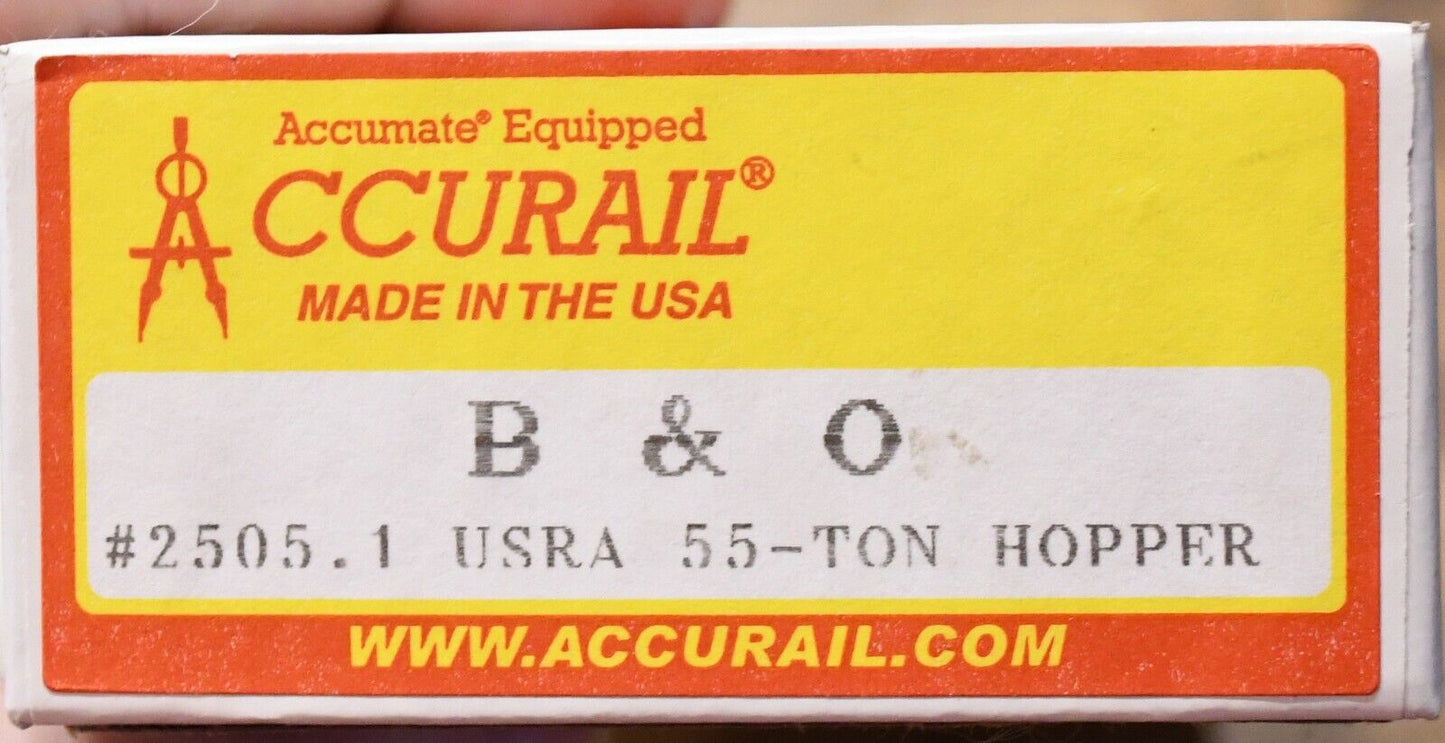 Accumate® Equipped
ACCURAIL®
MADE IN THE USA
B & O
#2505.1 USRA 55-TON HOPPER
WWW.ACCURAIL.COM